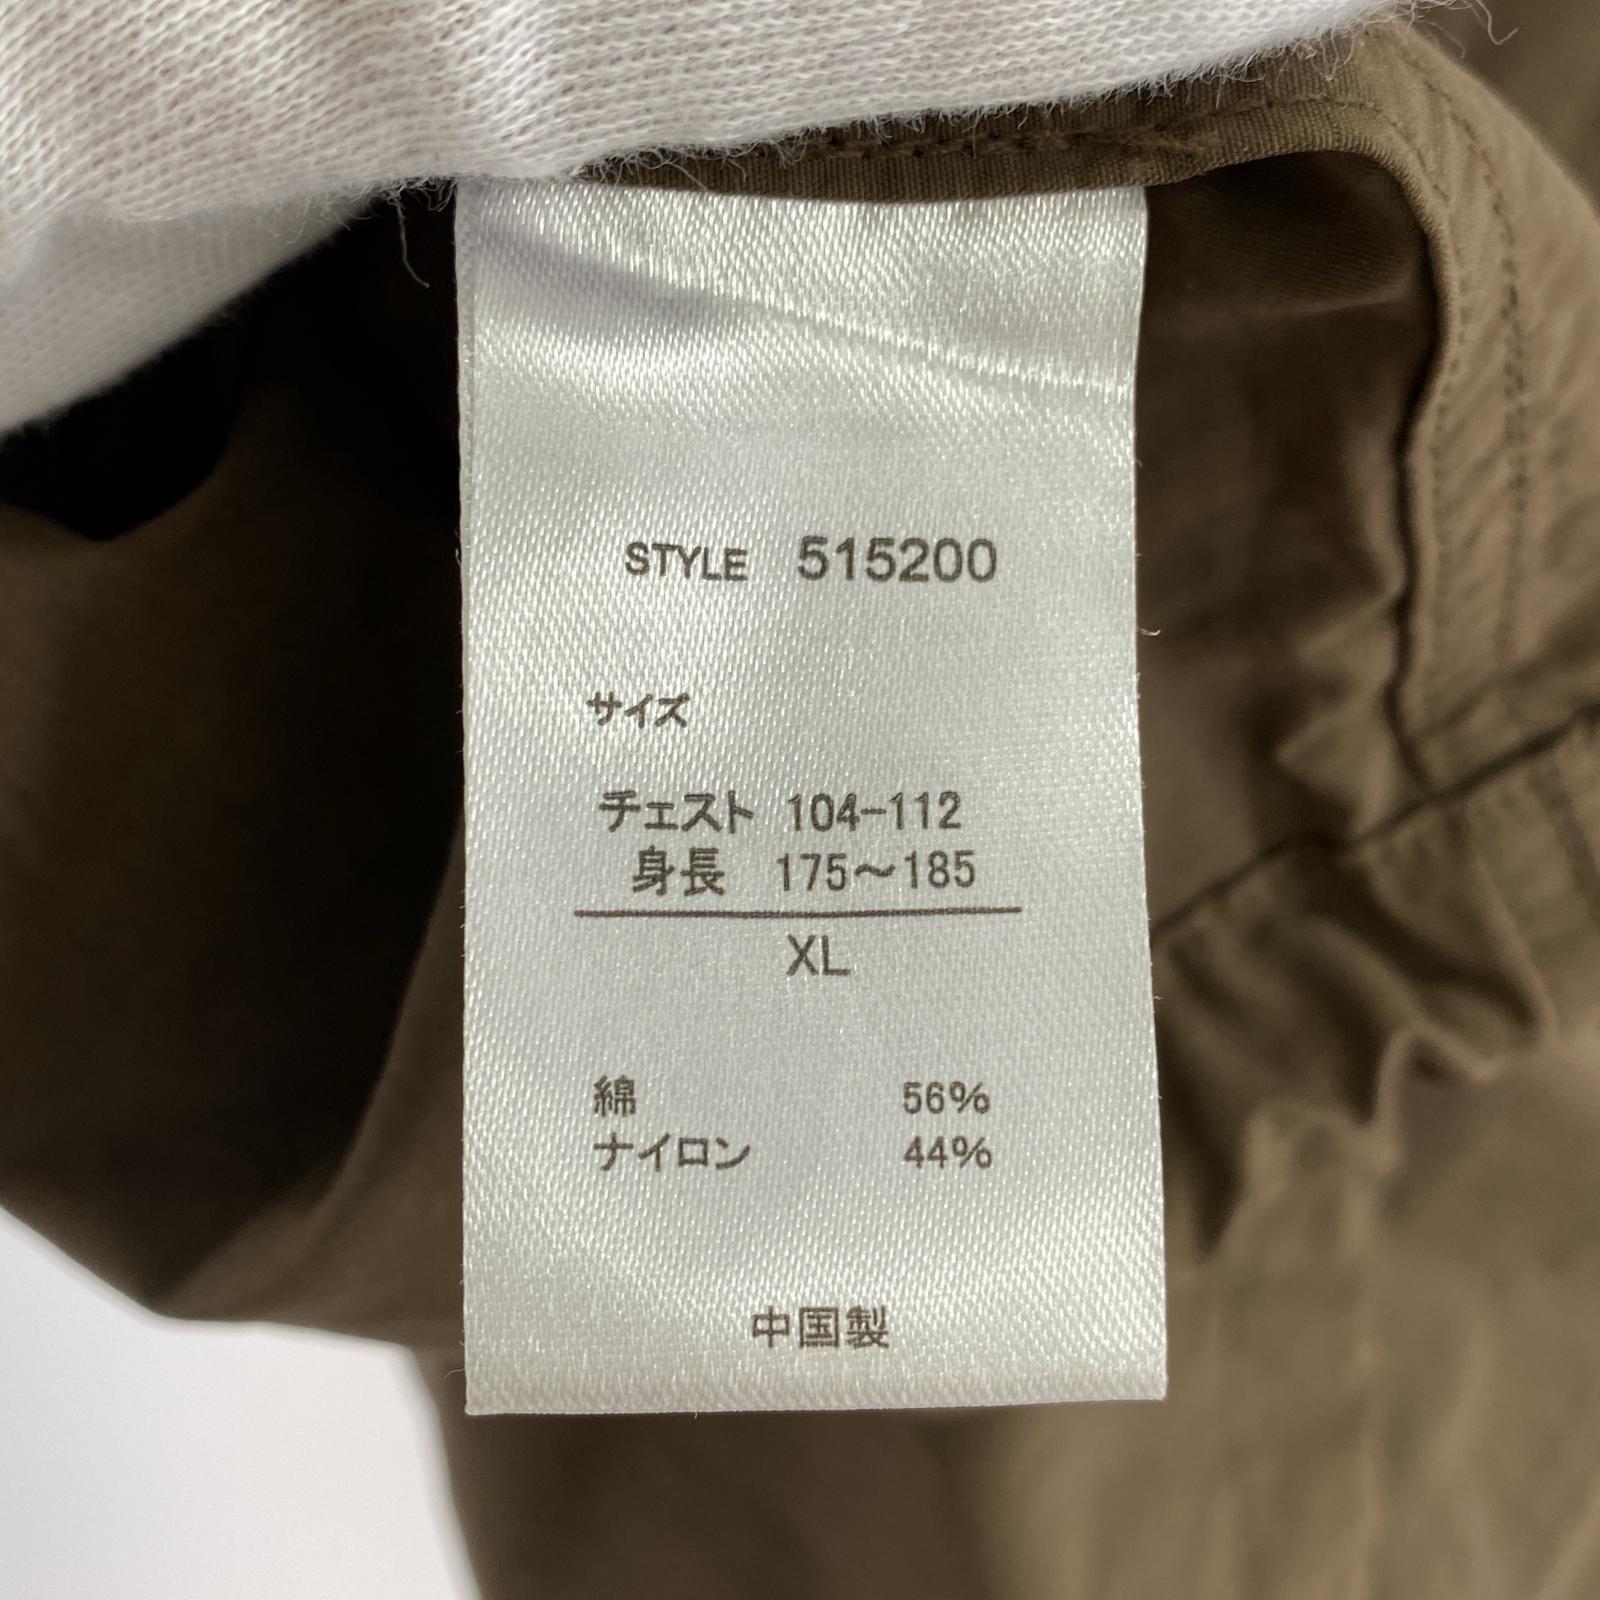 STYLE 515200
サイズ
チェスト 104-112
身長 175～185
XL
綿 56%
ナイロン 44%
中国製